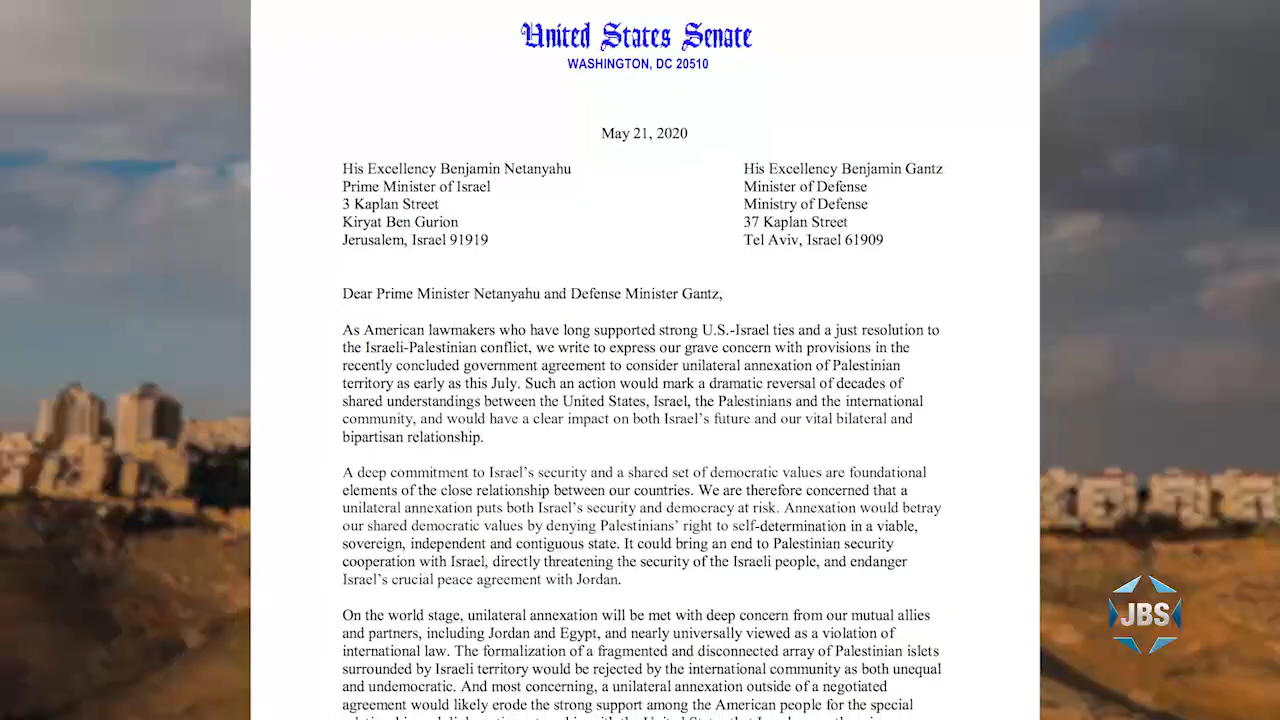 United States Senate
WASHINGTON, DC 20510
May 21, 2020
His Excellency Benjamin Netanyahu
Prime Minister of Israel
3 Kaplan Street
Kiryat Ben Gurion
Jerusalem, Israel 91919
His Excellency Benjamin Gantz
Minister of Defense
Ministry of Defense
37 Kaplan Street
Tel Aviv, Israel 61909
Dear Prime Minister Netanyahu and Defense Minister Gantz,
As American lawmakers who have long supported strong U.S.-Israel ties and a just resolution to
the Israeli-Palestinian conflict, we write to express our grave concern with provisions in the
recently concluded government agreement to consider unilateral annexation of Palestinian
territory as early as this July. Such an action would mark a dramatic reversal of decades of
shared understandings between the United States, Israel, the Palestinians and the international
community, and would have a clear impact on both Israel's future and our vital bilateral and
bipartisan relationship.
A deep commitment to Israel's security and a shared set of democratic values are foundational
elements of the close relationship between our countries. We are therefore concerned that a
unilateral annexation puts both Israel's security and democracy at risk. Annexation would betray
our shared democratic values by denying Palestinians' right to self-determination in a viable,
sovereign, independent and contiguous state. It could bring an end to Palestinian security
cooperation with Israel, directly threatening the security of the Israeli people, and endanger
Israel's crucial peace agreement with Jordan.
On the world stage, unilateral annexation will be met with deep concern from our mutual allies
and partners, including Jordan and Egypt, and nearly universally viewed as a violation of
international law. The formalization of a fragmented and disconnected array of Palestinian islets
surrounded by Israeli territory would be rejected by the international community as both unequal
and undemocratic. And most concerning, a unilateral annexation outside of a negotiated
agreement would likely erode the strong support among the American people for the special
JBS